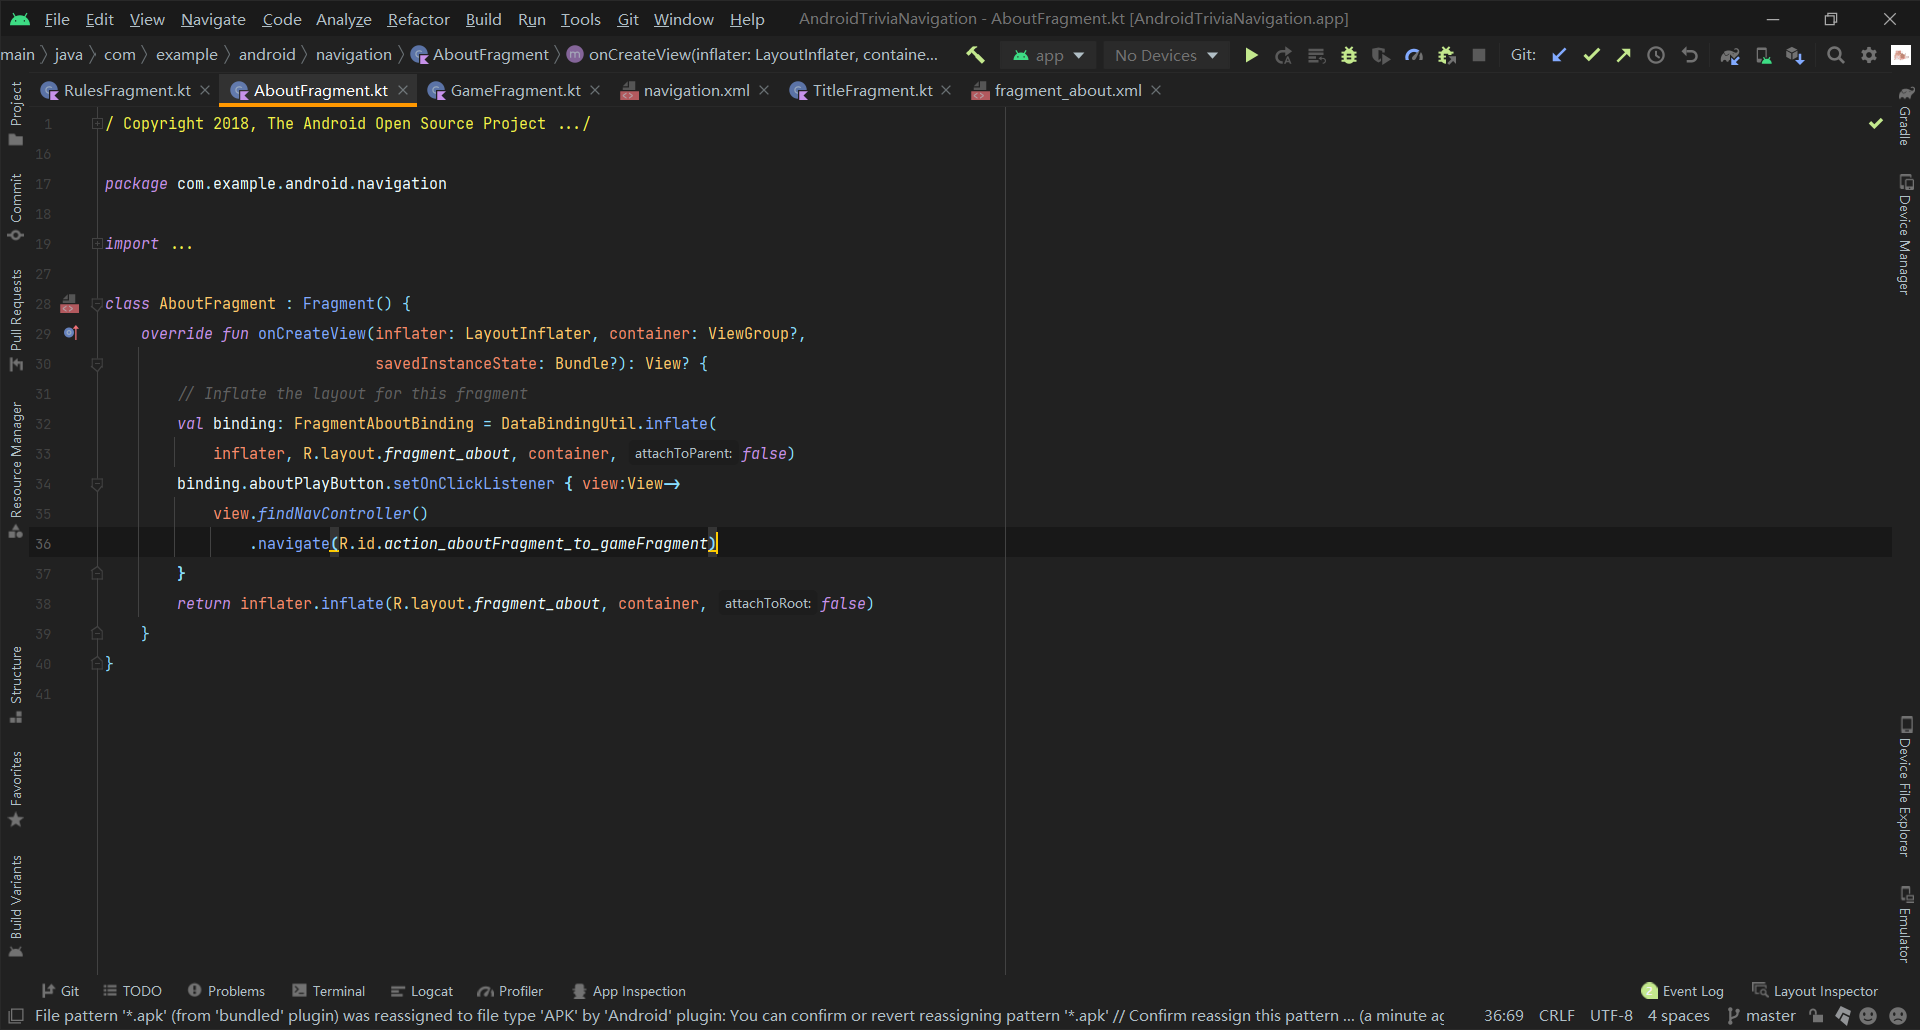 File Edit View Navigate Code Analyze Refactor Build Run Tools Git Window Help AndroidTriviaNavigation - AboutFragment.kt [AndroidTriviaNavigation.app]
main java com example android navigation AboutFragment m onCreateView(inflater: LayoutInflater, containe... app No Devices Git:
RulesFragment.kt AboutFragment.kt GameFragment.kt navigation.xml TitleFragment.kt fragment_about.xml
Project
Commit
Pull Requests
Resource Manager
Structure
Favorites
Build Variants
1 / Copyright 2018, The Android Open Source Project .../
16
17 package com.example.android.navigation
18
19 import ...
27
28 class AboutFragment : Fragment() {
29 override fun onCreateView(inflater: LayoutInflater, container: ViewGroup?,
30 savedInstanceState: Bundle?): View? {
31 // Inflate the layout for this fragment
32 val binding: FragmentAboutBinding = DataBindingUtil.inflate(
33 inflater, R.layout.fragment_about, container, attachToParent: false)
34 binding.aboutPlayButton.setOnClickListener { view:View->
35 view.findNavController()
36 .navigate(R.id.action_aboutFragment_to_gameFragment)
37 }
38 return inflater.inflate(R.layout.fragment_about, container, attachToRoot: false)
39 }
40 }
41
Gradle
Device Manager
Device File Explorer
Emulator
Git TODO Problems Terminal Logcat Profiler App Inspection 2 Event Log Layout Inspector
File pattern '*.apk' (from 'bundled' plugin) was reassigned to file type 'APK' by 'Android' plugin: You can confirm or revert reassigning pattern '*.apk' // Confirm reassign this pattern ... (a minute ag 36:69 CRLF UTF-8 4 spaces master